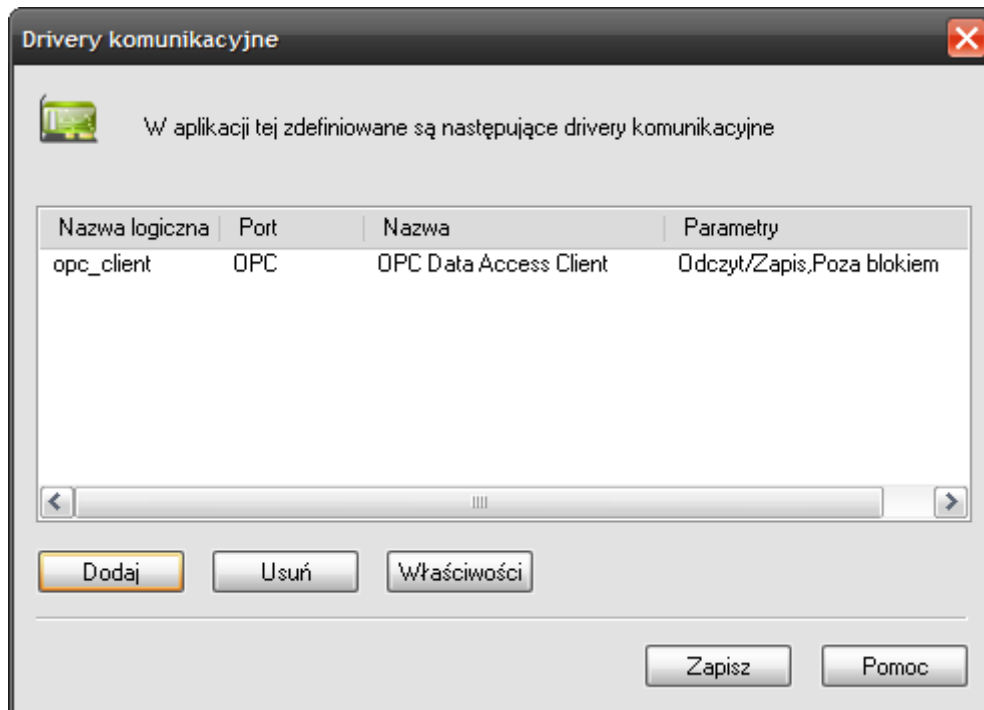 Drivery komunikacyjne
W aplikacji tej zdefiniowane są następujące drivery komunikacyjne
Nazwa logiczna Port Nazwa Parametry
opc_client OPC OPC Data Access Client Odczyt/Zapis,Poza blokiem
Dodaj Usuń Właściwości
Zapisz Pomoc